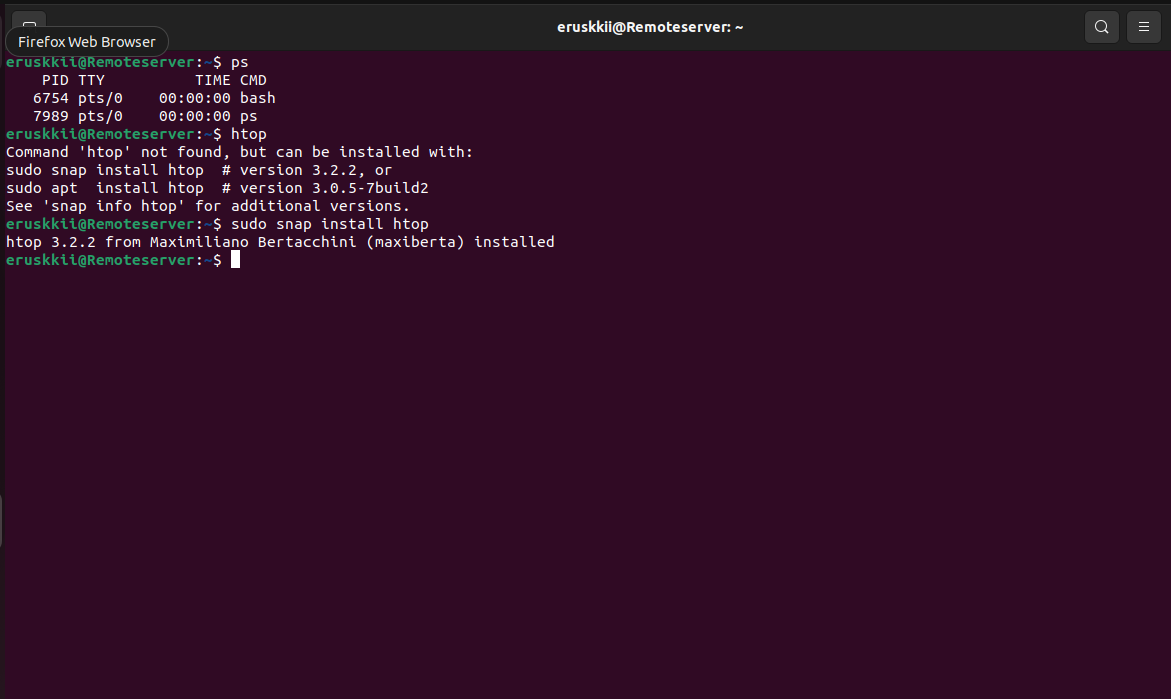 eruskkii@Remoteserver: ~
Firefox Web Browser
eruskkii@Remoteserver:~$ ps
    PID TTY          TIME CMD
   6754 pts/0    00:00:00 bash
   7989 pts/0    00:00:00 ps
eruskkii@Remoteserver:~$ htop
Command 'htop' not found, but can be installed with:
sudo snap install htop  # version 3.2.2, or
sudo apt  install htop  # version 3.0.5-7build2
See 'snap info htop' for additional versions.
eruskkii@Remoteserver:~$ sudo snap install htop
htop 3.2.2 from Maximiliano Bertacchini (maxiberta) installed
eruskkii@Remoteserver:~$